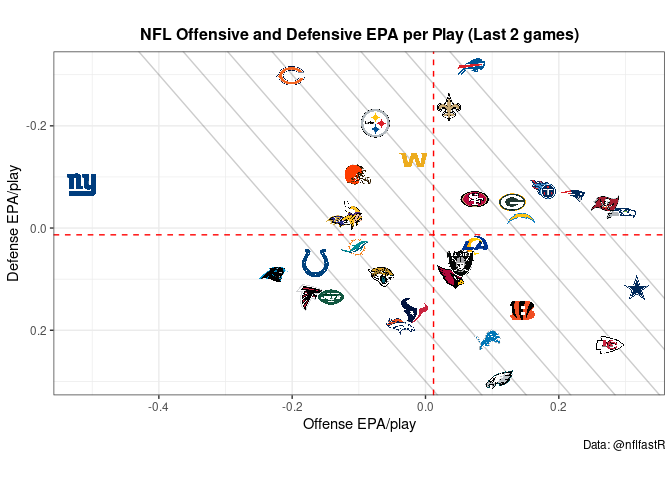 NFL Offensive and Defensive EPA per Play (Last 2 games)
Defense EPA/play
-0.2
0.0
0.2
ny
W
-0.4
-0.2
0.0
0.2
Offense EPA/play
Data: @nflfastR